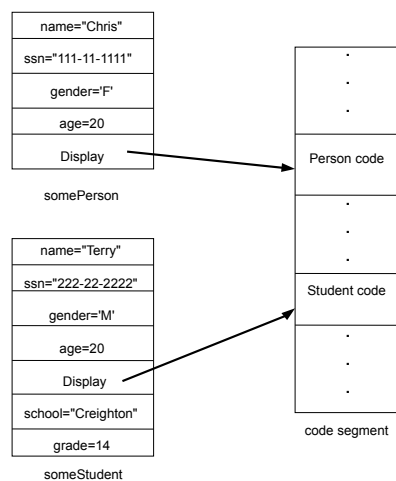 name="Chris"
ssn="111-11-1111"
gender='F'
age=20
Display
somePerson
name="Terry"
ssn="222-22-2222"
gender='M'
age=20
Display
school="Creighton"
grade=14
someStudent
.
.
.
Person code
.
.
.
Student code
.
.
.
code segment